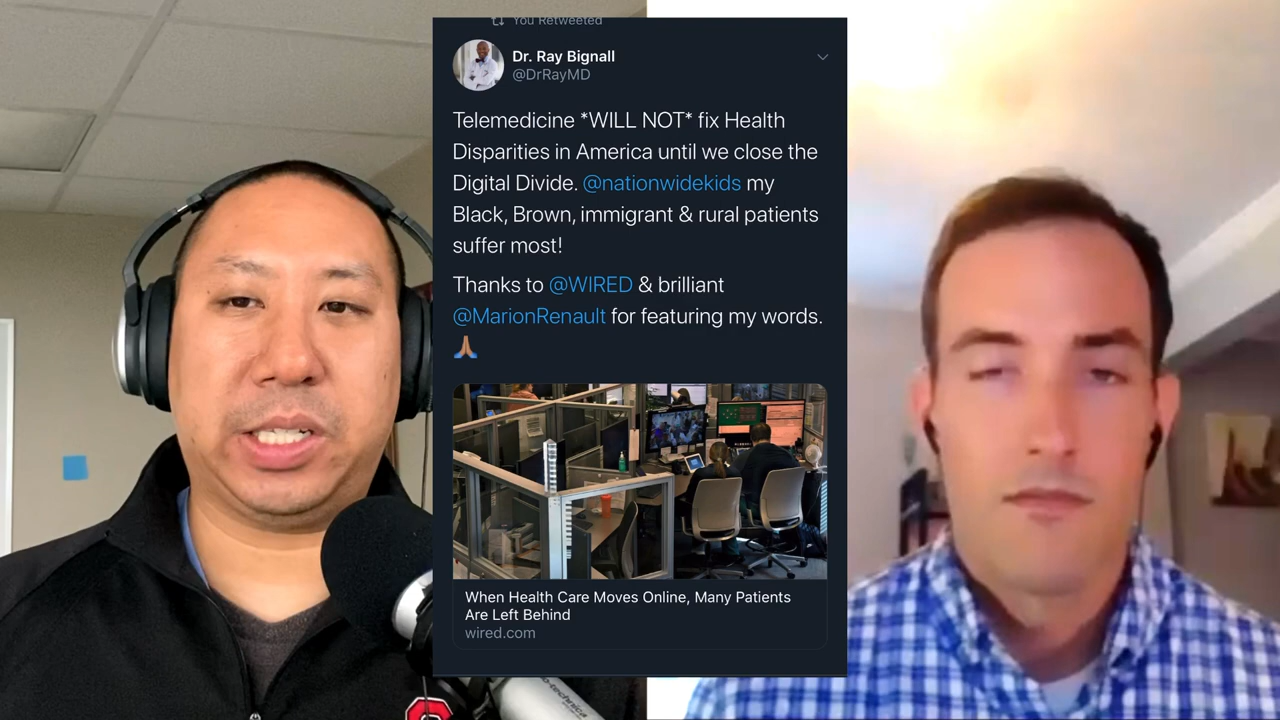 You Retweeted
Dr. Ray Bignall
@DrRayMD
Telemedicine *WILL NOT* fix Health
Disparities in America until we close the
Digital Divide. @nationwidekids my
Black, Brown, immigrant & rural patients
suffer most!
Thanks to @WIRED & brilliant
@MarionRenault for featuring my words.
🙏🏽
When Health Care Moves Online, Many Patients
Are Left Behind
wired.com